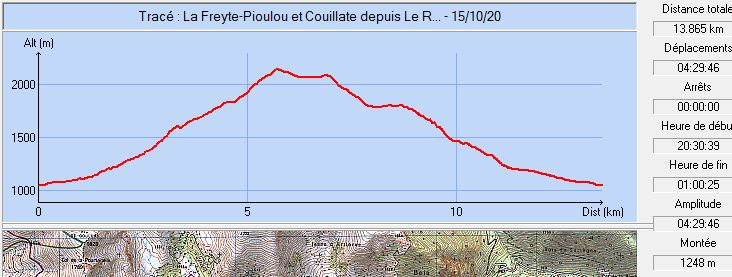 Tracé : La Freyte-Pioulou et Couillate depuis Le R... - 15/10/20
Alt (m)
2000
1500
1000
0
5
10
Dist (km)
Distance totale
13.865 km
Déplacements
04:29:46
Arrêts
00:00:00
Heure de débu
20:30:39
Heure de fin
01:00:25
Amplitude
04:29:46
Montée
1248 m